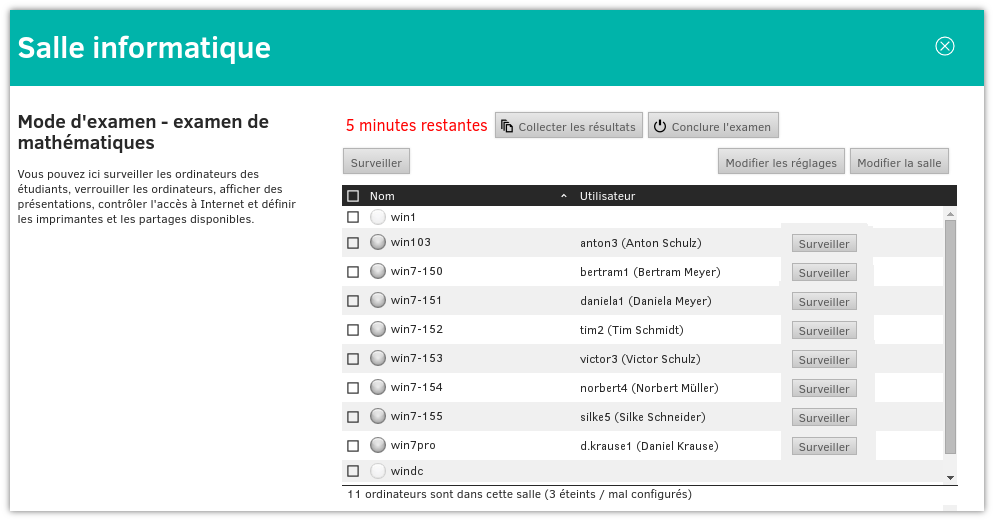 Salle informatique
Mode d'examen - examen de
mathématiques
Vous pouvez ici surveiller les ordinateurs des
étudiants, verrouiller les ordinateurs, afficher des
présentations, contrôler l'accès à Internet et définir
les imprimantes et les partages disponibles.
5 minutes restantes Collecter les résultats Conclure l'examen
Surveiller Modifier les réglages Modifier la salle
Nom Utilisateur
win1
win103 anton3 (Anton Schulz) Surveiller
win7-150 bertram1 (Bertram Meyer) Surveiller
win7-151 daniela1 (Daniela Meyer) Surveiller
win7-152 tim2 (Tim Schmidt) Surveiller
win7-153 victor3 (Victor Schulz) Surveiller
win7-154 norbert4 (Norbert Müller) Surveiller
win7-155 silke5 (Silke Schneider) Surveiller
win7pro d.krause1 (Daniel Krause) Surveiller
windc
11 ordinateurs sont dans cette salle (3 éteints / mal configurés)